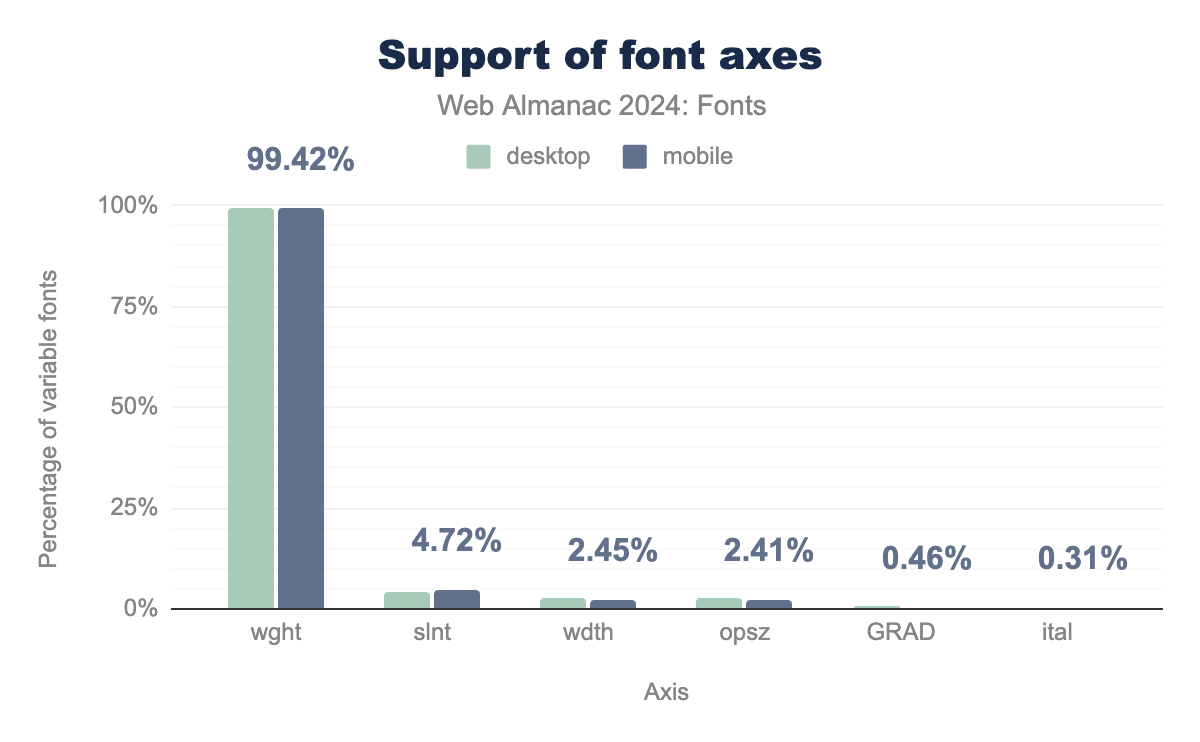 Support of font axes
Web Almanac 2024: Fonts
desktop mobile
99.42%
100%
75%
50%
25%
0%
Percentage of variable fonts
4.72%
2.45%
2.41%
0.46%
0.31%
wght
slnt
wdth
opsz
GRAD
ital
Axis